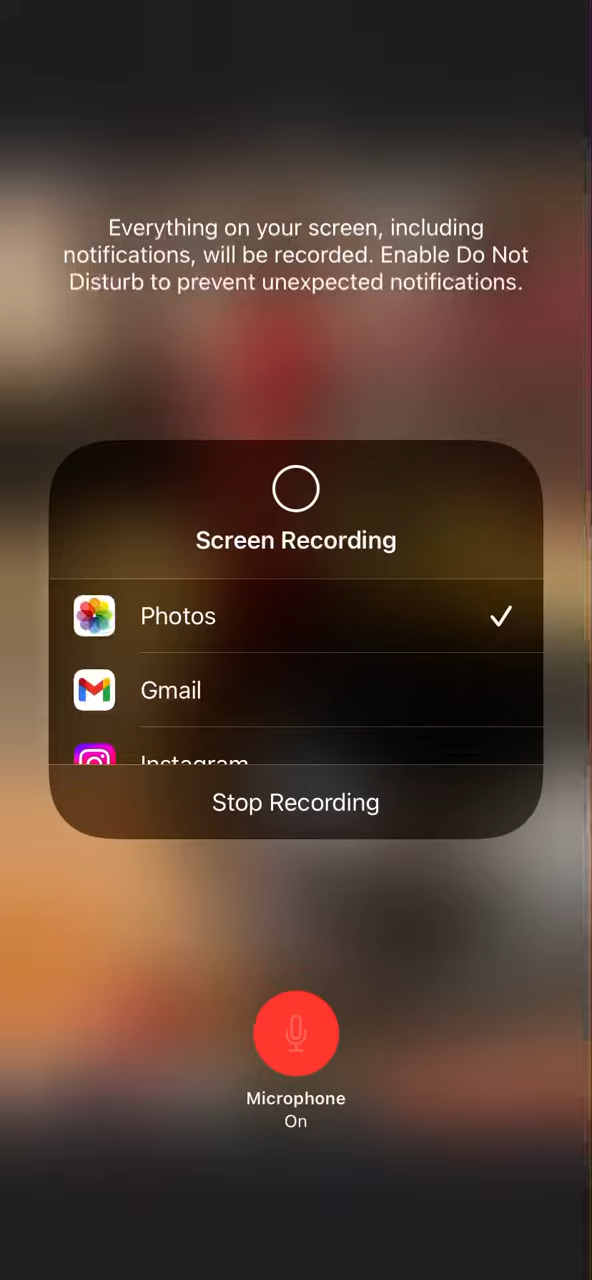 Everything on your screen, including
notifications, will be recorded. Enable Do Not
Disturb to prevent unexpected notifications.
Screen Recording
Photos
Gmail
Instagram
Stop Recording
Microphone
On